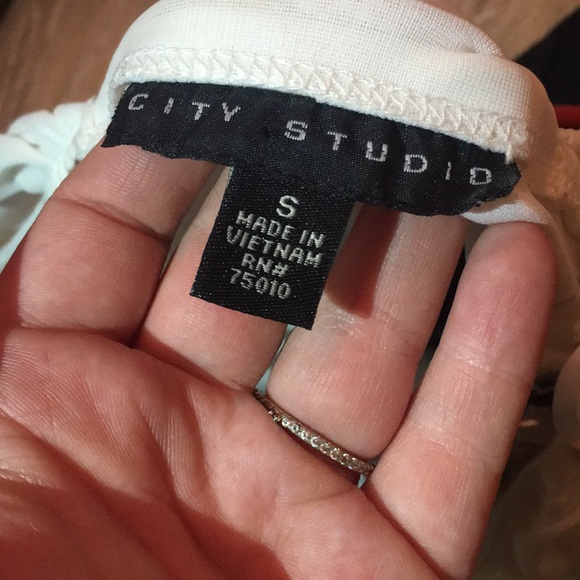 CITY STUDIO
S
MADE IN
VIETNAM
RN#
75010